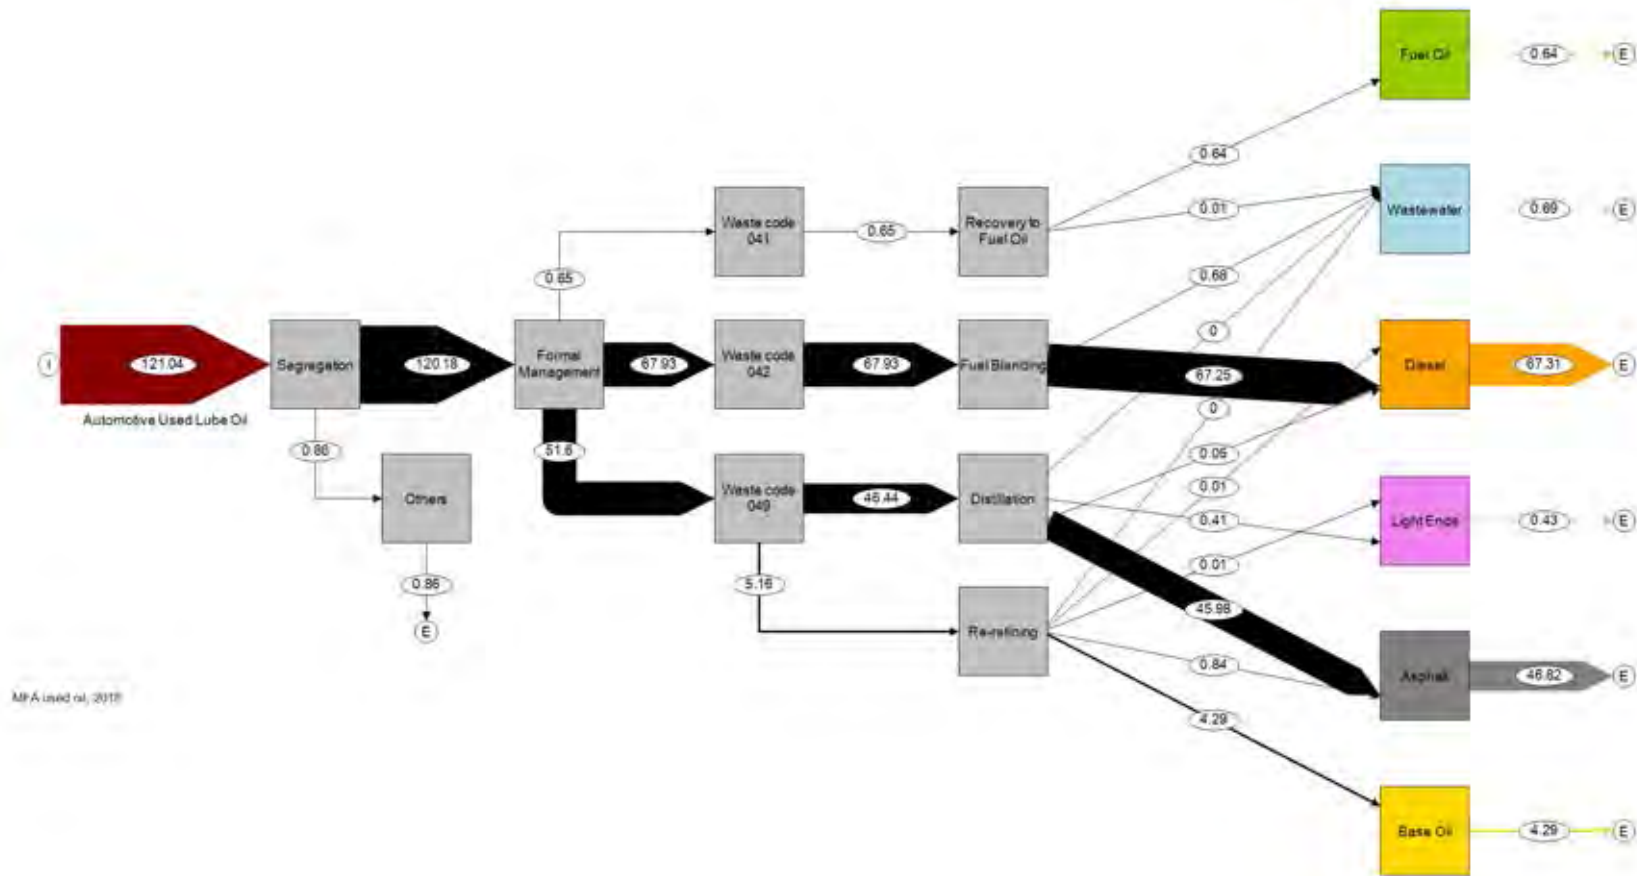 Fuel Oil
0.64
E
0.64
Waste code
041
0.65
Recovery to
Fuel Oil
0.01
Wastewater
0.69
E
0.65
0.68
I
121.04
Automotive Used Lube Oil
Segregation
120.18
Formal
Management
67.93
Waste code
042
67.93
Fuel Blanding
0
67.25
0
Diesel
67.31
E
0.86
Others
0.86
E
51.6
Waste code
049
46.44
Distillation
0.05
0.01
0.41
0.01
Light Ends
0.43
E
5.16
Re-refining
45.98
0.84
4.29
Asphalt
46.82
E
Base Oil
4.29
E
MFA used oil,